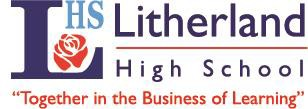 LHS
Litherland
High School
"Together in the Business of Learning"